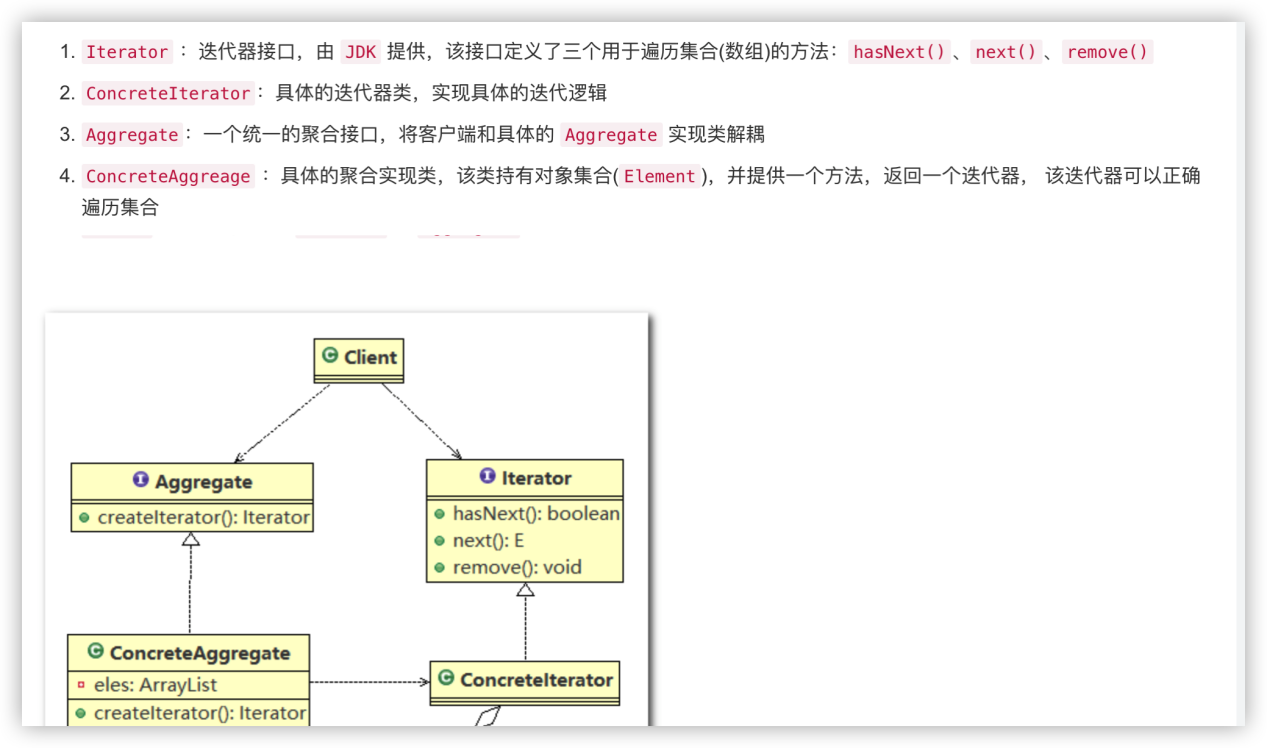 1. Iterator ： 迭代器接口，由 JDK 提供，该接口定义了三个用于遍历集合(数组)的方法：hasNext()、next()、remove()
2. ConcreteIterator：具体的迭代器类，实现具体的迭代逻辑
3. Aggregate：一个统一的聚合接口，将客户端和具体的 Aggregate 实现类解耦
4. ConcreteAggreage ：具体的聚合实现类，该类持有对象集合(Element)，并提供一个方法，返回一个迭代器， 该迭代器可以正确
遍历集合
C Client
I Aggregate
createIterator(): Iterator
I Iterator
hasNext(): boolean
next(): E
remove(): void
C ConcreteAggregate
eles: ArrayList
createIterator(): Iterator
C ConcreteIterator